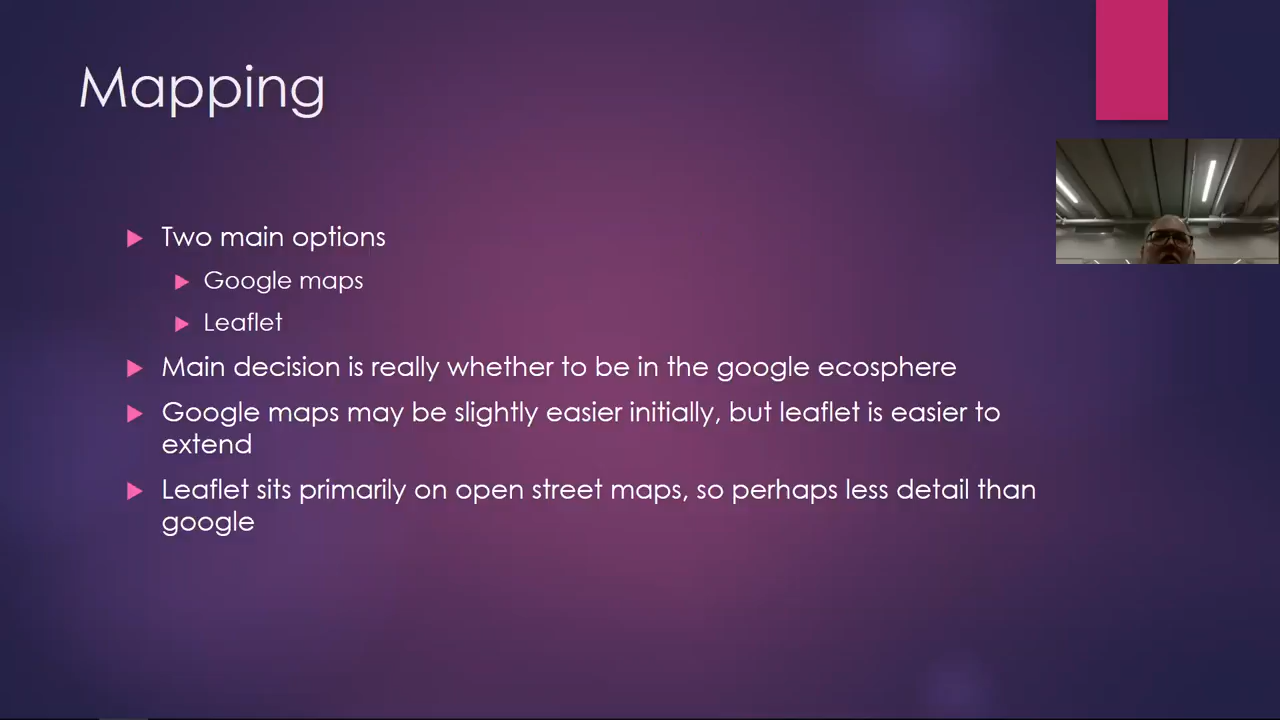 Mapping
Two main options
Google maps
Leaflet
Main decision is really whether to be in the google ecosphere
Google maps may be slightly easier initially, but leaflet is easier to
extend
Leaflet sits primarily on open street maps, so perhaps less detail than
google